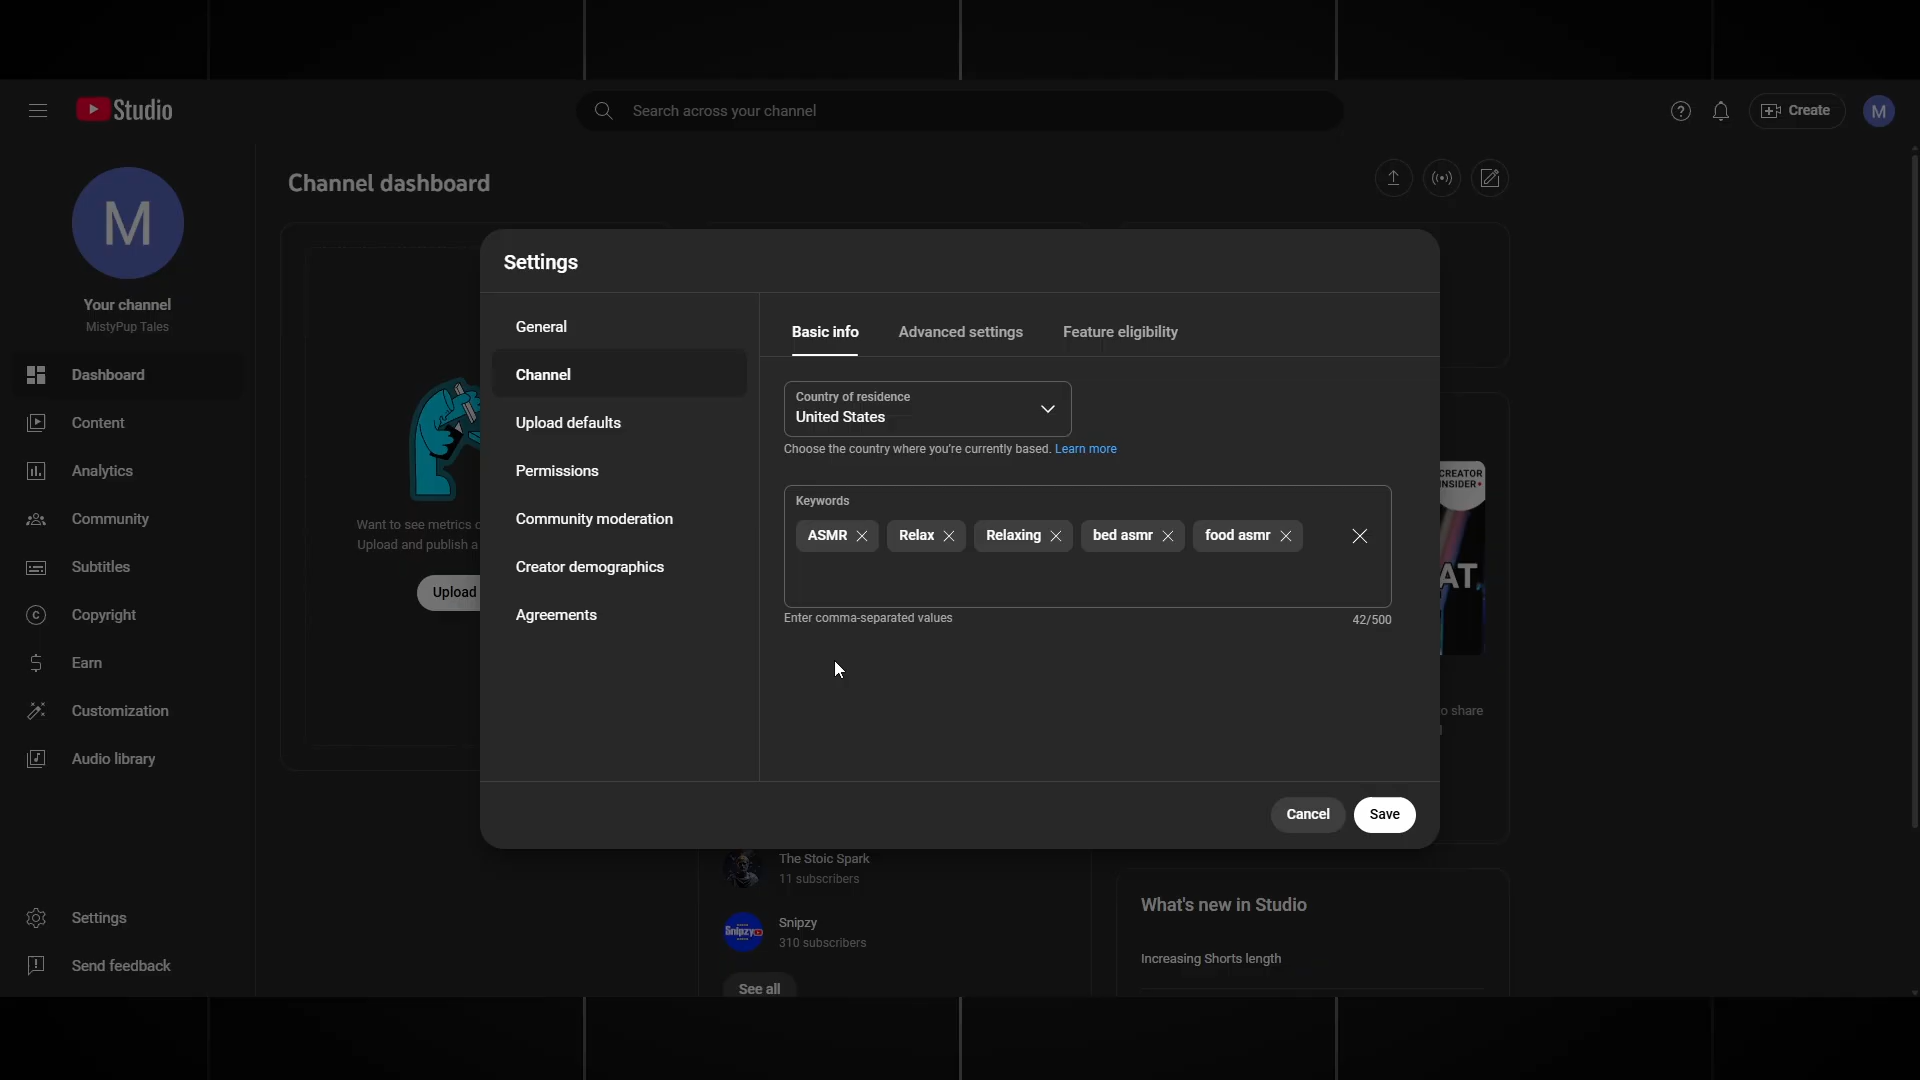 Studio
Search across your channel
Create
M
M
Your channel
MistyPup Tales
Dashboard
Content
Analytics
Community
Subtitles
Copyright
Earn
Customization
Audio library
Settings
Send feedback
Channel dashboard
Want to see metrics
Upload and publish a
Upload
Settings
General
Channel
Upload defaults
Permissions
Community moderation
Creator demographics
Agreements
Basic info Advanced settings Feature eligibility
Country of residence
United States
Choose the country where you're currently based. Learn more
Keywords
ASMR Relax Relaxing bed asmr food asmr
Enter comma-separated values 42/500
Cancel Save
CREATOR
INSIDER
AT
o share
The Stoic Spark
11 subscribers
Snipzy
Snipzy
310 subscribers
See all
What's new in Studio
Increasing Shorts length